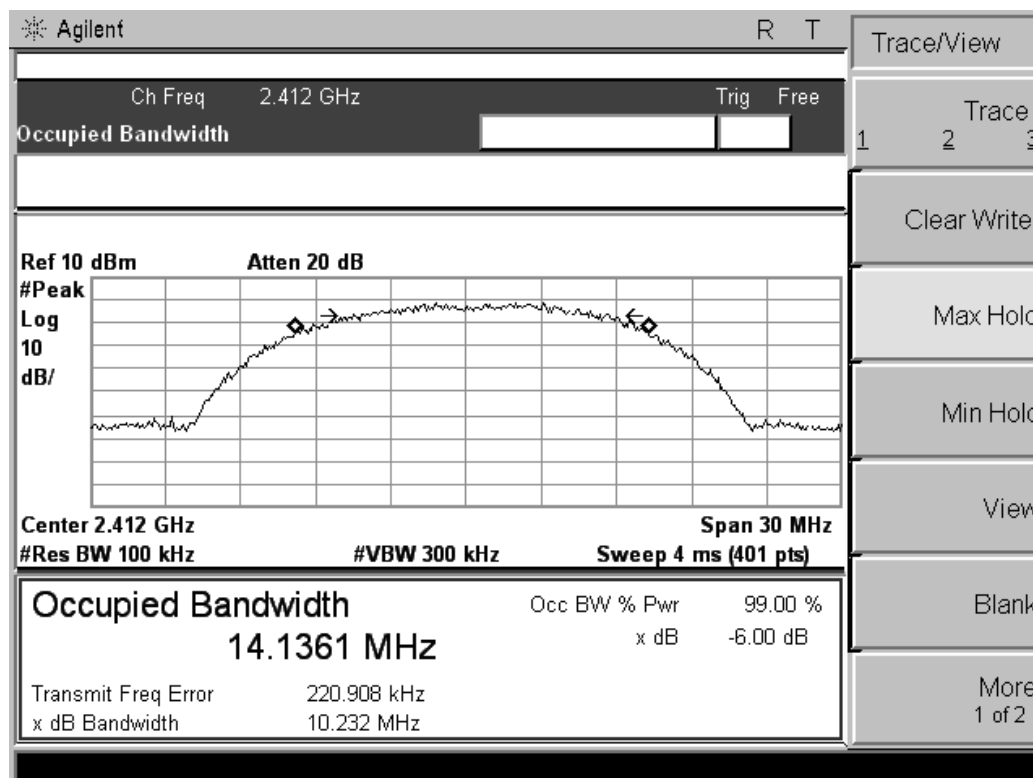 Agilent R T
Ch Freq 2.412 GHz Trig Free
Occupied Bandwidth
Ref 10 dBm Atten 20 dB
#Peak
Log
10
dB/
Center 2.412 GHz Span 30 MHz
#Res BW 100 kHz #VBW 300 kHz Sweep 4 ms (401 pts)
Occupied Bandwidth Occ BW % Pwr 99.00 %
14.1361 MHz x dB -6.00 dB
Transmit Freq Error 220.908 kHz
x dB Bandwidth 10.232 MHz
Trace/View
Trace
1 2 3
Clear Write
Max Hold
Min Hold
View
Blank
More
1 of 2